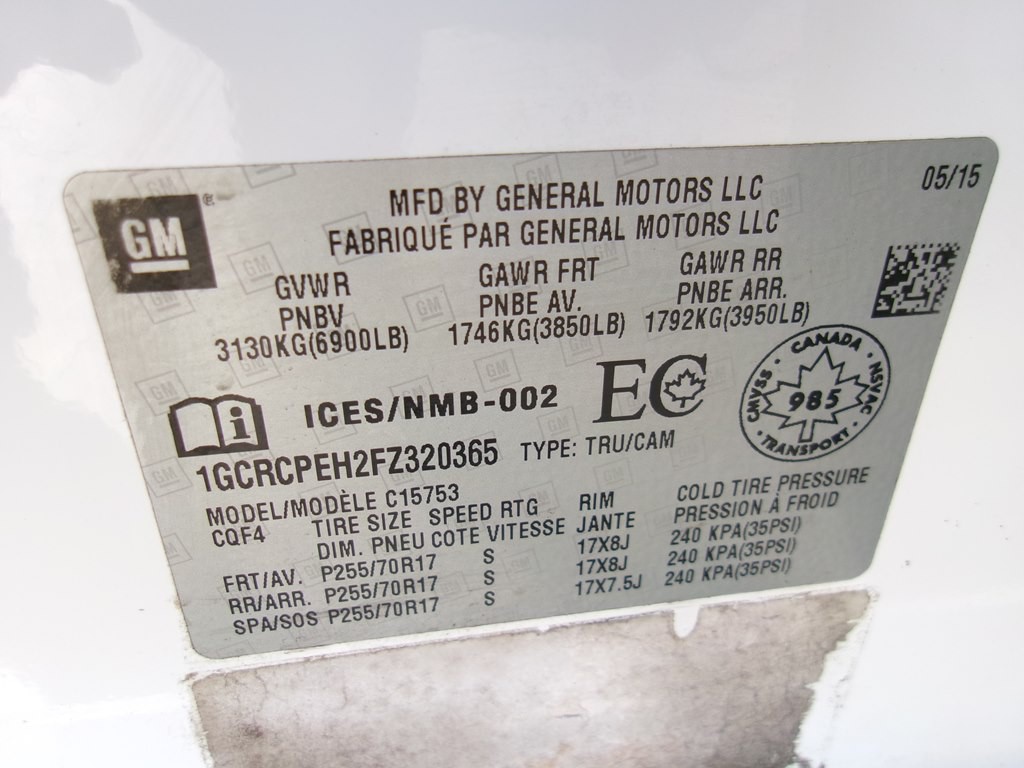 GM®
05/15
MFD BY GENERAL MOTORS LLC
FABRIQUÉ PAR GENERAL MOTORS LLC
GVWR GAWR FRT GAWR RR
PNBV PNBE AV. PNBE ARR.
3130KG(6900LB) 1746KG(3850LB) 1792KG(3950LB)
i ICES/NMB-002 EC
CANADA
CMVSS 985 NSVAC
TRANSPORT
1GCRCPEH2FZ320365 TYPE: TRU/CAM
MODEL/MODÈLE C15753
CQF4 TIRE SIZE SPEED RTG RIM COLD TIRE PRESSURE
DIM. PNEU COTE VITESSE JANTE PRESSION À FROID
FRT/AV. P255/70R17 S 17X8J 240 KPA(35PSI)
RR/ARR. P255/70R17 S 17X8J 240 KPA(35PSI)
SPA/SOS P255/70R17 S 17X7.5J 240 KPA(35PSI)